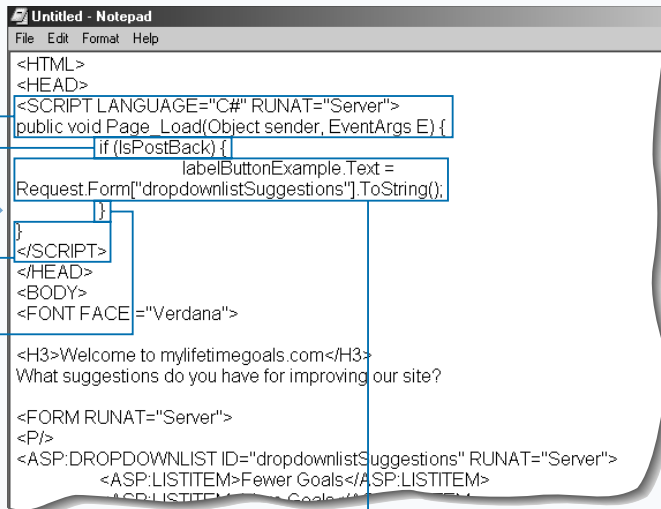 Untitled - Notepad
File Edit Format Help
<HTML>
<HEAD>
<SCRIPT LANGUAGE="C#" RUNAT="Server">
public void Page_Load(Object sender, EventArgs E) {
if (IsPostBack) {
labelButtonExample.Text =
Request.Form["dropdownlistSuggestions"].ToString();
}
}
</SCRIPT>
</HEAD>
<BODY>
<FONT FACE ="Verdana">
<H3>Welcome to mylifetimegoals.com</H3>
What suggestions do you have for improving our site?
<FORM RUNAT="Server">
<P/>
<ASP:DROPDOWNLIST ID="dropdownlistSuggestions" RUNAT="Server">
<ASP:LISTITEM>Fewer Goals</ASP:LISTITEM>